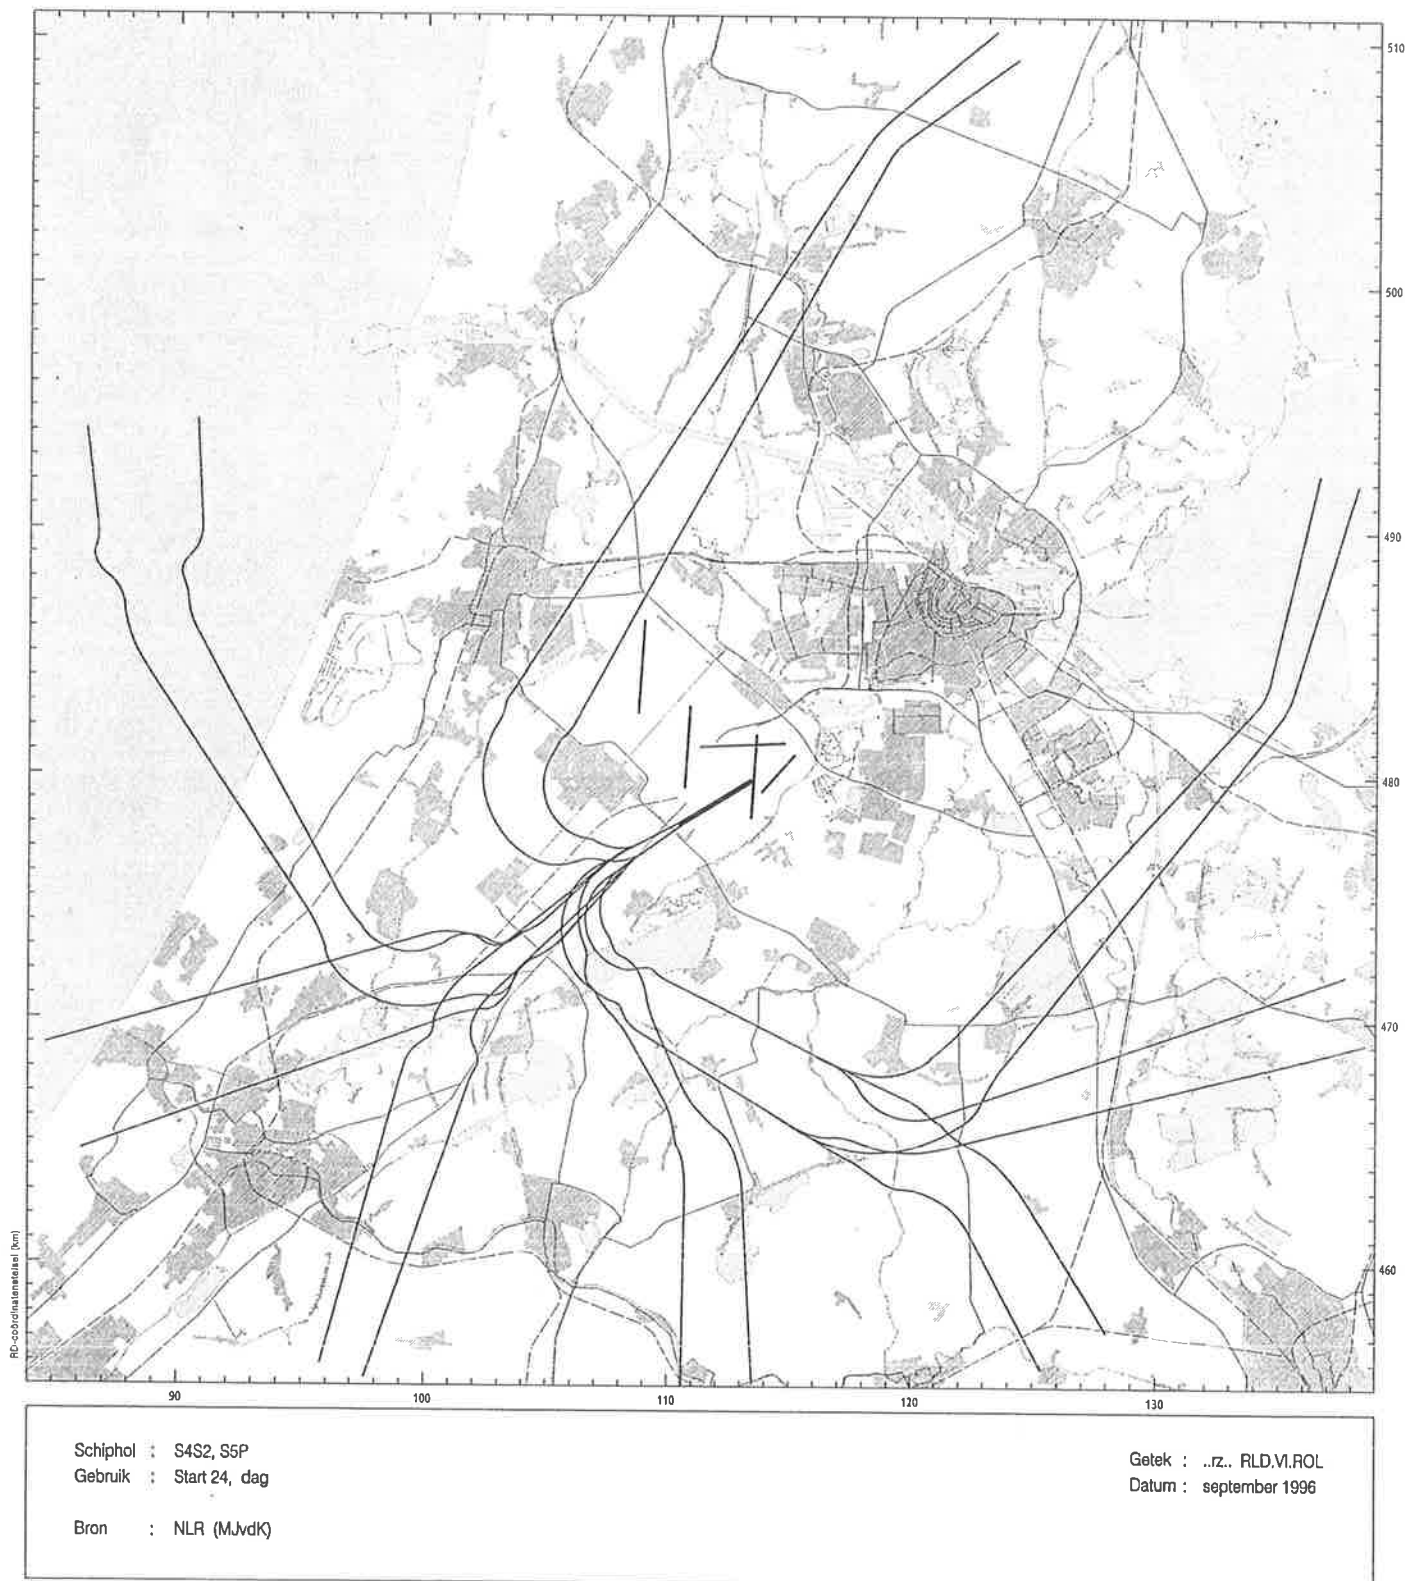 510
500
490
480
470
460
RD-coördinatenstelsel (km)
90
100
110
120
130
Schiphol : S4S2, S5P
Gebruik : Start 24, dag
Bron : NLR (MJvdK)
Getek : ..rz.. RLD.VI.ROL
Datum : september 1996